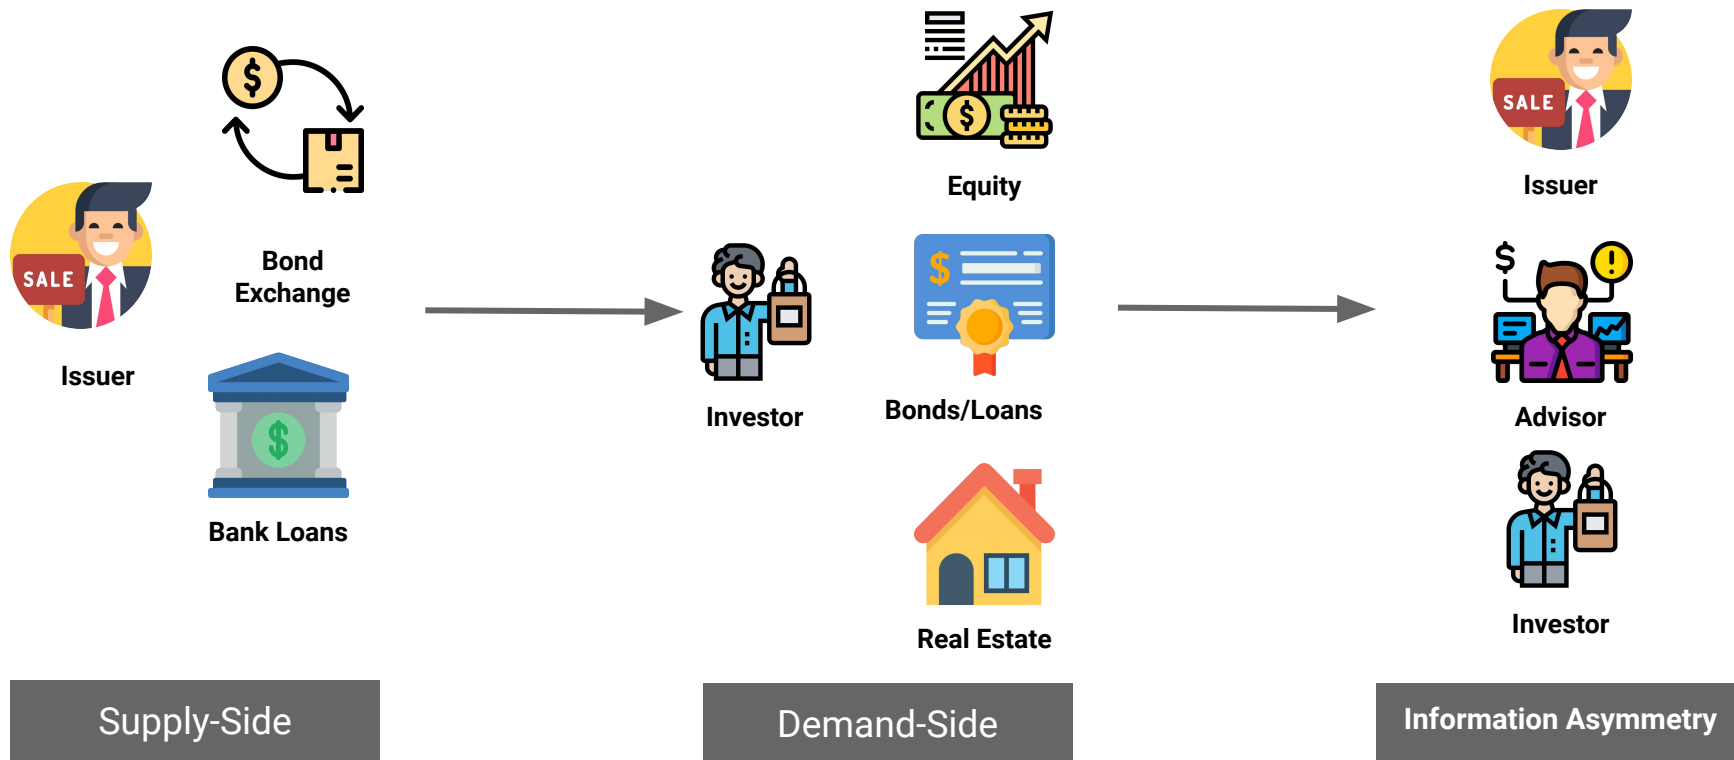 SALE
Issuer
$
Bond
Exchange
$
Bank Loans
Supply-Side
Investor
$
Equity
$
Bonds/Loans
Real Estate
Demand-Side
SALE
Issuer
$
!
Advisor
Investor
Information Asymmetry